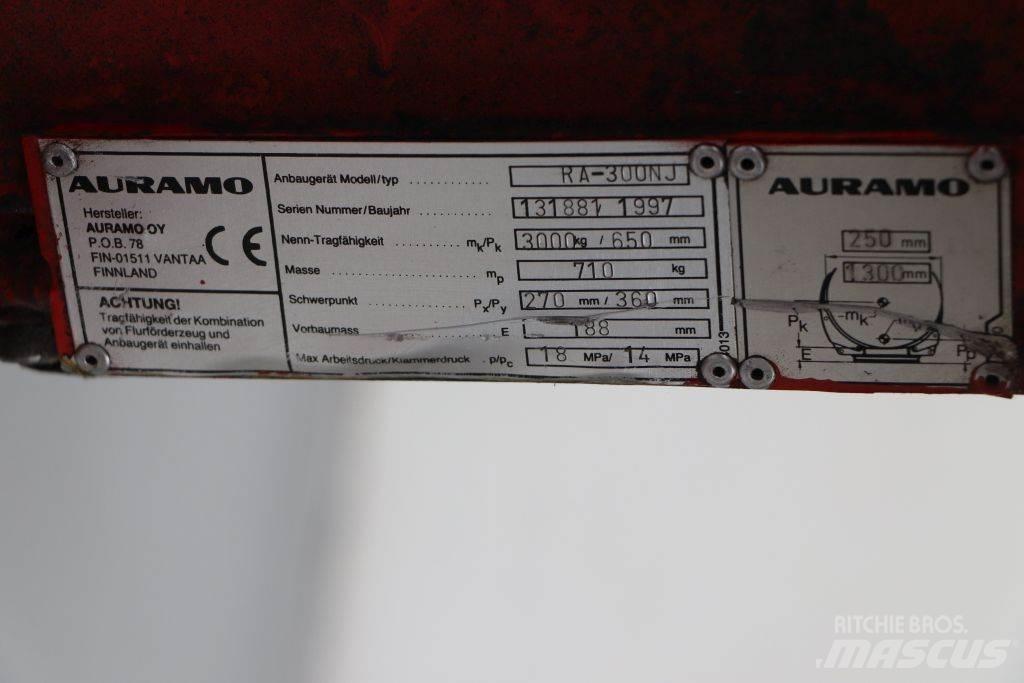 AURAMO
Hersteller:
AURAMO OY
P.O.B. 78
FIN-01511 VANTAA
FINNLAND
CE
ACHTUNG!
Tragfähigkeit der Kombination
von Flurförderzeug und
Anbaugerät einhalten
Anbaugerät Modell/typ ............ RA-300NJ
Serien Nummer/Baujahr ........... 131881/ 1997
Nenn-Tragfähigkeit ............ mk/Pk 3000 kg / 650 mm
Masse .................... mp 710 kg
Schwerpunkt ............ Px/Py 270 mm / 360 mm
Vorbaumass E 188 mm
Max Arbeitsdruck/Klammerdruck . p/pc 18 MPa/ 14 MPa
AURAMO
250 mm
1300 mm
Pk mk
E Pp
RITCHIE BROS.
MASCUS